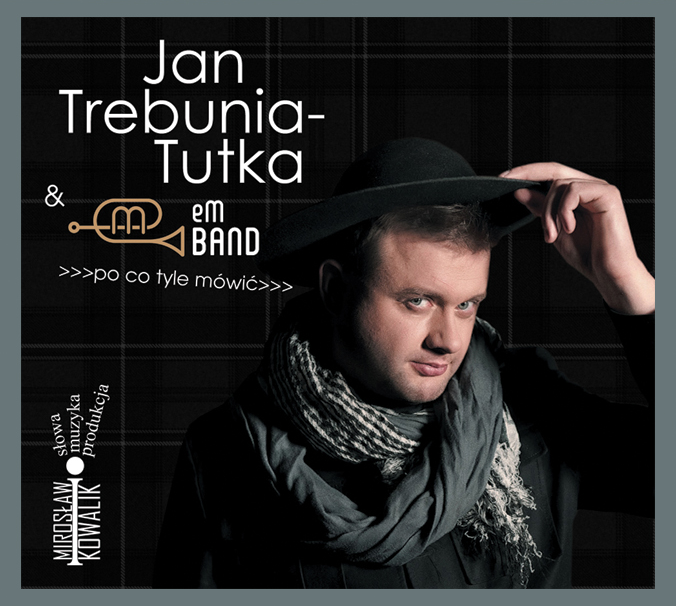 Jan
Trebunia-
Tutka
&
eM
BAND
>>>po co tyle mówić>>>
słowa
muzyka
produkcja
MIROSŁAW
KOWALIK